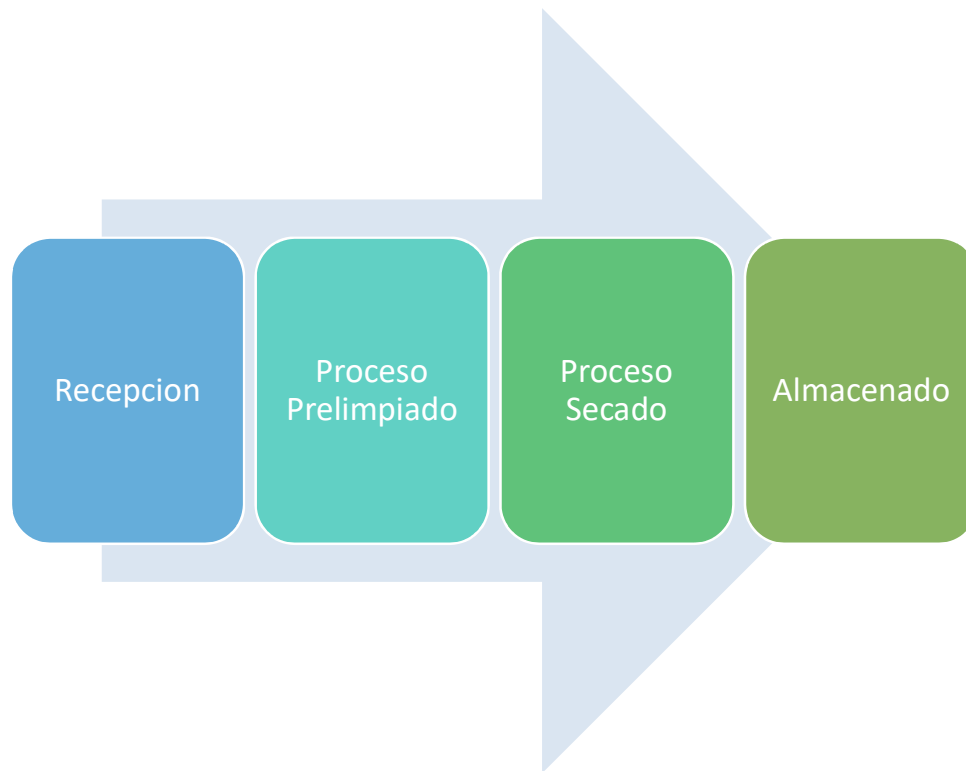 Recepcion
Proceso
Prelimpiado
Proceso
Secado
Almacenado